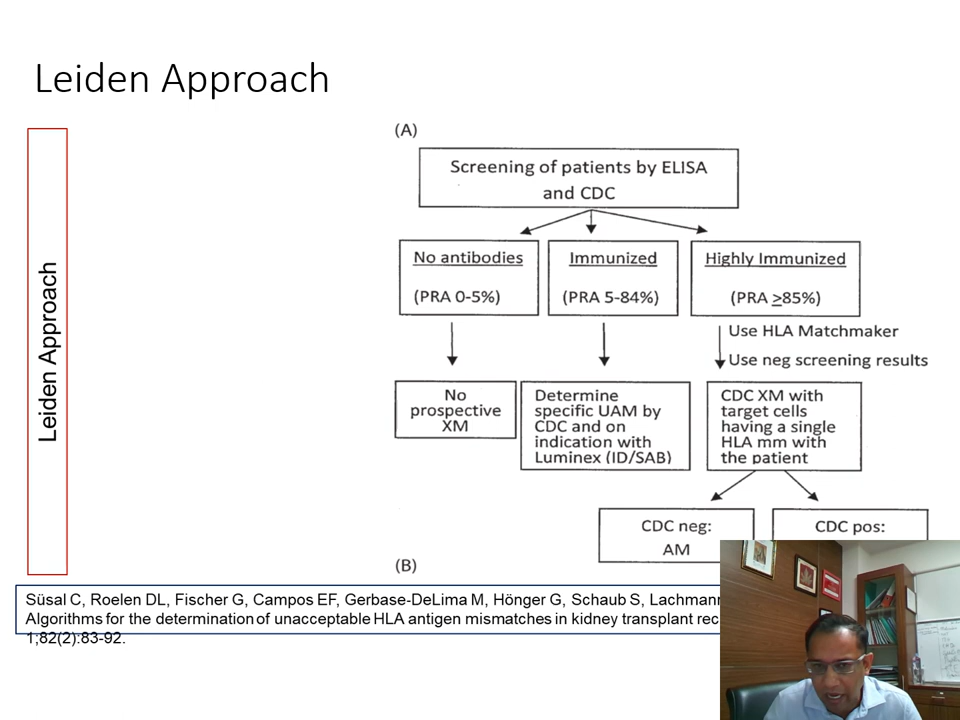 Leiden Approach
Leiden Approach
(A)
Screening of patients by ELISA
and CDC
No antibodies
(PRA 0-5%)
Immunized
(PRA 5-84%)
Highly Immunized
(PRA ≥85%)
Use HLA Matchmaker
Use neg screening results
No
prospective
XM
Determine
specific UAM by
CDC and on
indication with
Luminex (ID/SAB)
CDC XM with
target cells
having a single
HLA mm with
the patient
CDC neg:
AM
CDC pos:
(B)
Süsal C, Roelen DL, Fischer G, Campos EF, Gerbase-DeLima M, Hönger G, Schaub S, Lachmann
Algorithms for the determination of unacceptable HLA antigen mismatches in kidney transplant rec
1;82(2):83-92.